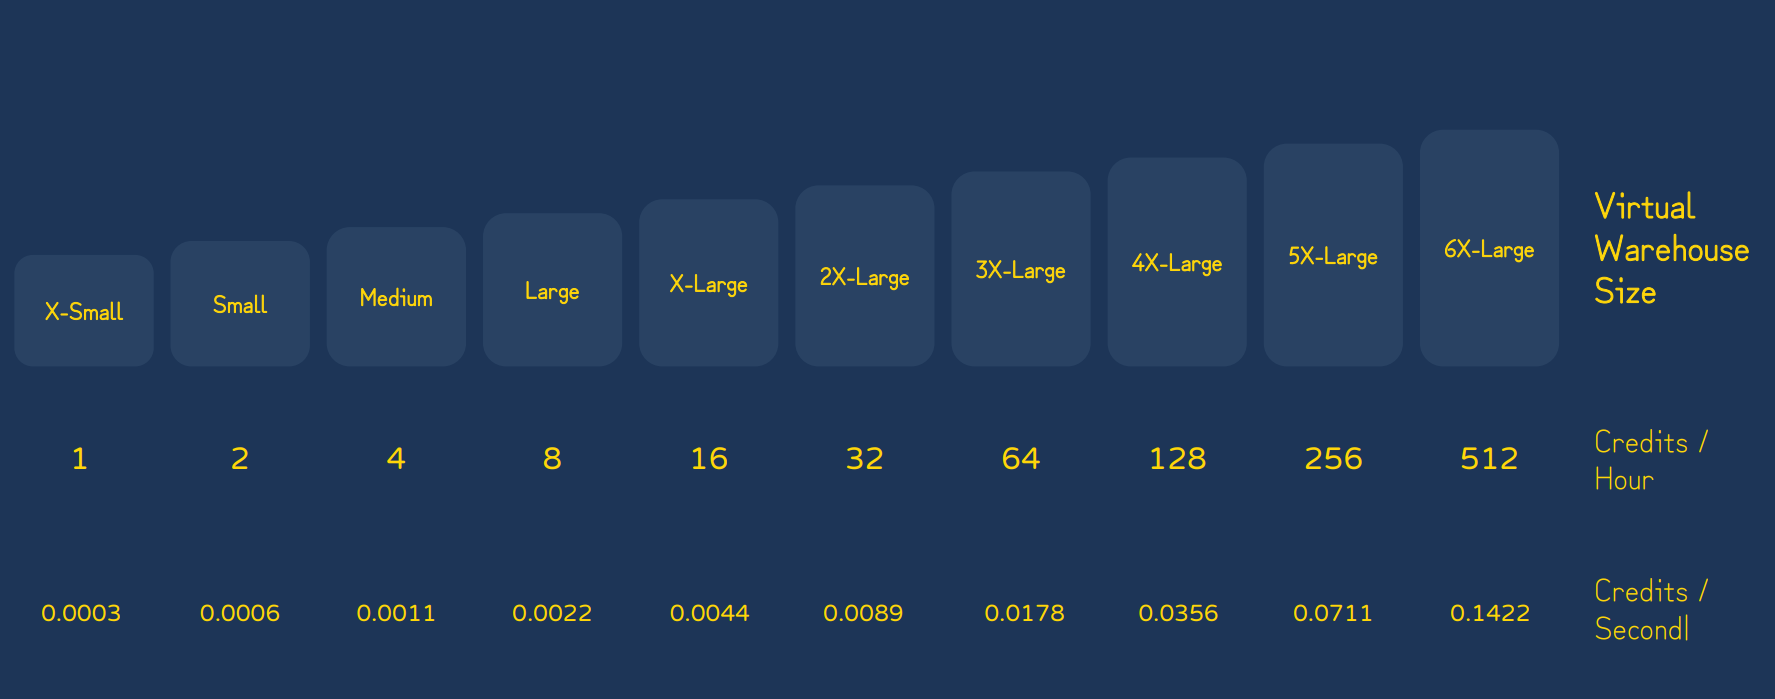 X-Small Small Medium Large X-Large 2X-Large 3X-Large 4X-Large 5X-Large 6X-Large
Virtual
Warehouse
Size
1 2 4 8 16 32 64 128 256 512
Credits /
Hour
0.0003 0.0006 0.0011 0.0022 0.0044 0.0089 0.0178 0.0356 0.0711 0.1422
Credits /
Second